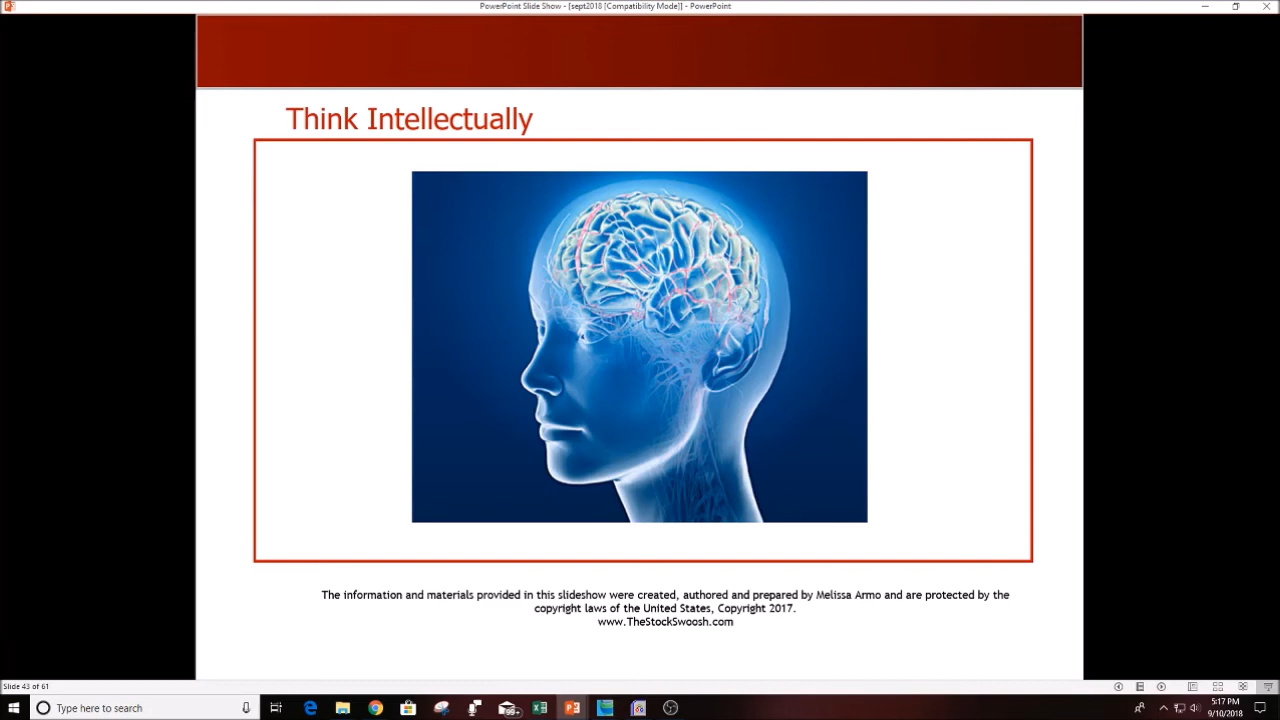 PowerPoint Slide Show - [sept2018 [Compatibility Mode]] - PowerPoint
Think Intellectually
The information and materials provided in this slideshow were created, authored and prepared by Melissa Armo and are protected by the
copyright laws of the United States, Copyright 2017.
www.TheStockSwoosh.com
Slide 43 of 61
Type here to search
99+
5:17 PM
9/10/2018